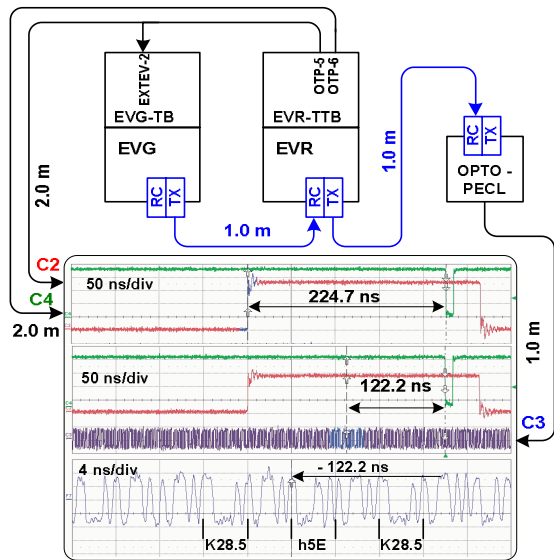 EXTEV-2
OTP-5
OTP-6
EVG-TB
EVR-TTB
EVG
EVR
RC
TX
RC
TX
RC
TX
OPTO -
PECL
2.0 m
1.0 m
1.0 m
C2
C4
2.0 m
50 ns/div
224.7 ns
1.0 m
50 ns/div
122.2 ns
C3
4 ns/div
- 122.2 ns
K28.5
h5E
K28.5